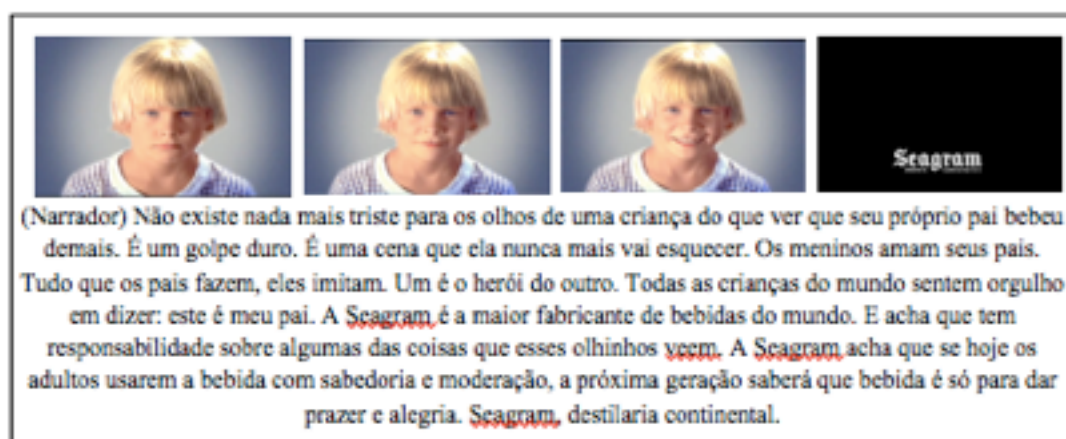 Seagram
(Narrador) Não existe nada mais triste para os olhos de uma criança do que ver que seu próprio pai bebeu
demais. É um golpe duro. É uma cena que ela nunca mais vai esquecer. Os meninos amam seus pais.
Tudo que os pais fazem, eles imitam. Um é o herói do outro. Todas as crianças do mundo sentem orgulho
em dizer: este é meu pai. A Seagram é a maior fabricante de bebidas do mundo. E acha que tem
responsabilidade sobre algumas das coisas que esses olhinhos veem. A Seagram acha que se hoje os
adultos usarem a bebida com sabedoria e moderação, a próxima geração saberá que bebida é só para dar
prazer e alegria. Seagram, destilaria continental.